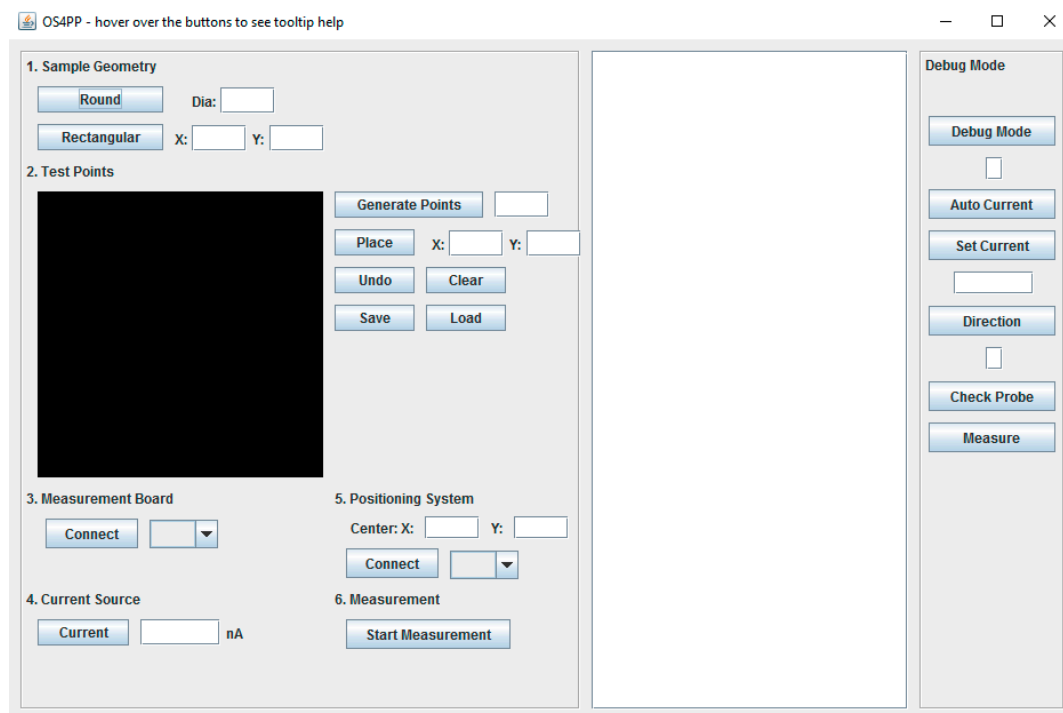 OS4PP - hover over the buttons to see tooltip help
1. Sample Geometry
Round Dia:
Rectangular X: Y:
2. Test Points
Generate Points
Place X: Y:
Undo Clear
Save Load
3. Measurement Board
Connect
4. Current Source
Current nA
5. Positioning System
Center: X: Y:
Connect
6. Measurement
Start Measurement
Debug Mode
Debug Mode
Auto Current
Set Current
Direction
Check Probe
Measure